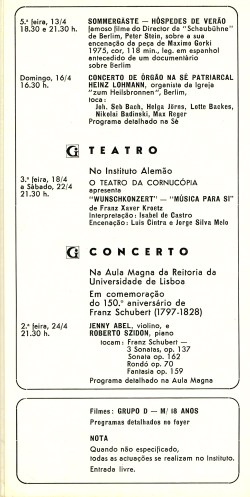 5.ª feira, 13/4
18.30 e 21.30 h.
SOMMERGÄSTE — HÓSPEDES DE VERÃO
famoso filme do Director da "Schaubühne"
de Berlim, Peter Stein, sobre a sua
encenação da peça de Maximo Gorki
1975, cor, 118 min., leg. em espanhol
antecedido de um documentário
sobre Berlim
Domingo, 16/4
16.30 h.
CONCERTO DE ÓRGÃO NA SÉ PATRIARCAL
HEINZ LOHMANN, organista da Igreja
"zum Heilsbronnen", Berlim,
toca:
Joh. Seb Bach, Helga Jöres, Lotte Backes,
Nikolai Badinski, Max Reger
Programa detalhado na Sé
G TEATRO
No Instituto Alemão
3.ª feira, 18/4
a Sábado, 22/4
21.30 h.
O TEATRO DA CORNUCÓPIA
apresenta
"WUNSCHKONZERT" — "MÚSICA PARA SI"
de Franz Xaver Kroetz
Interpretação: Isabel de Castro
Encenação: Luis Cintra e Jorge Silva Melo
G CONCERTO
Na Aula Magna da Reitoria da
Universidade de Lisboa
Em comemoração
do 150.º aniversário de
Franz Schubert (1797-1828)
2.ª feira, 24/4
21.30 h.
JENNY ABEL, violino, e
ROBERTO SZIDON, piano
tocam: Franz Schubert —
3 Sonatas, op. 137
Sonata op. 162
Rondó op. 70
Fantasia op. 159
Programa detalhado na Aula Magna
Filmes: GRUPO D — M/ 18 ANOS
Programas detalhados no foyer
NOTA
Quando não especificado,
todas as actuações se realizam no Instituto.
Entrada livre.